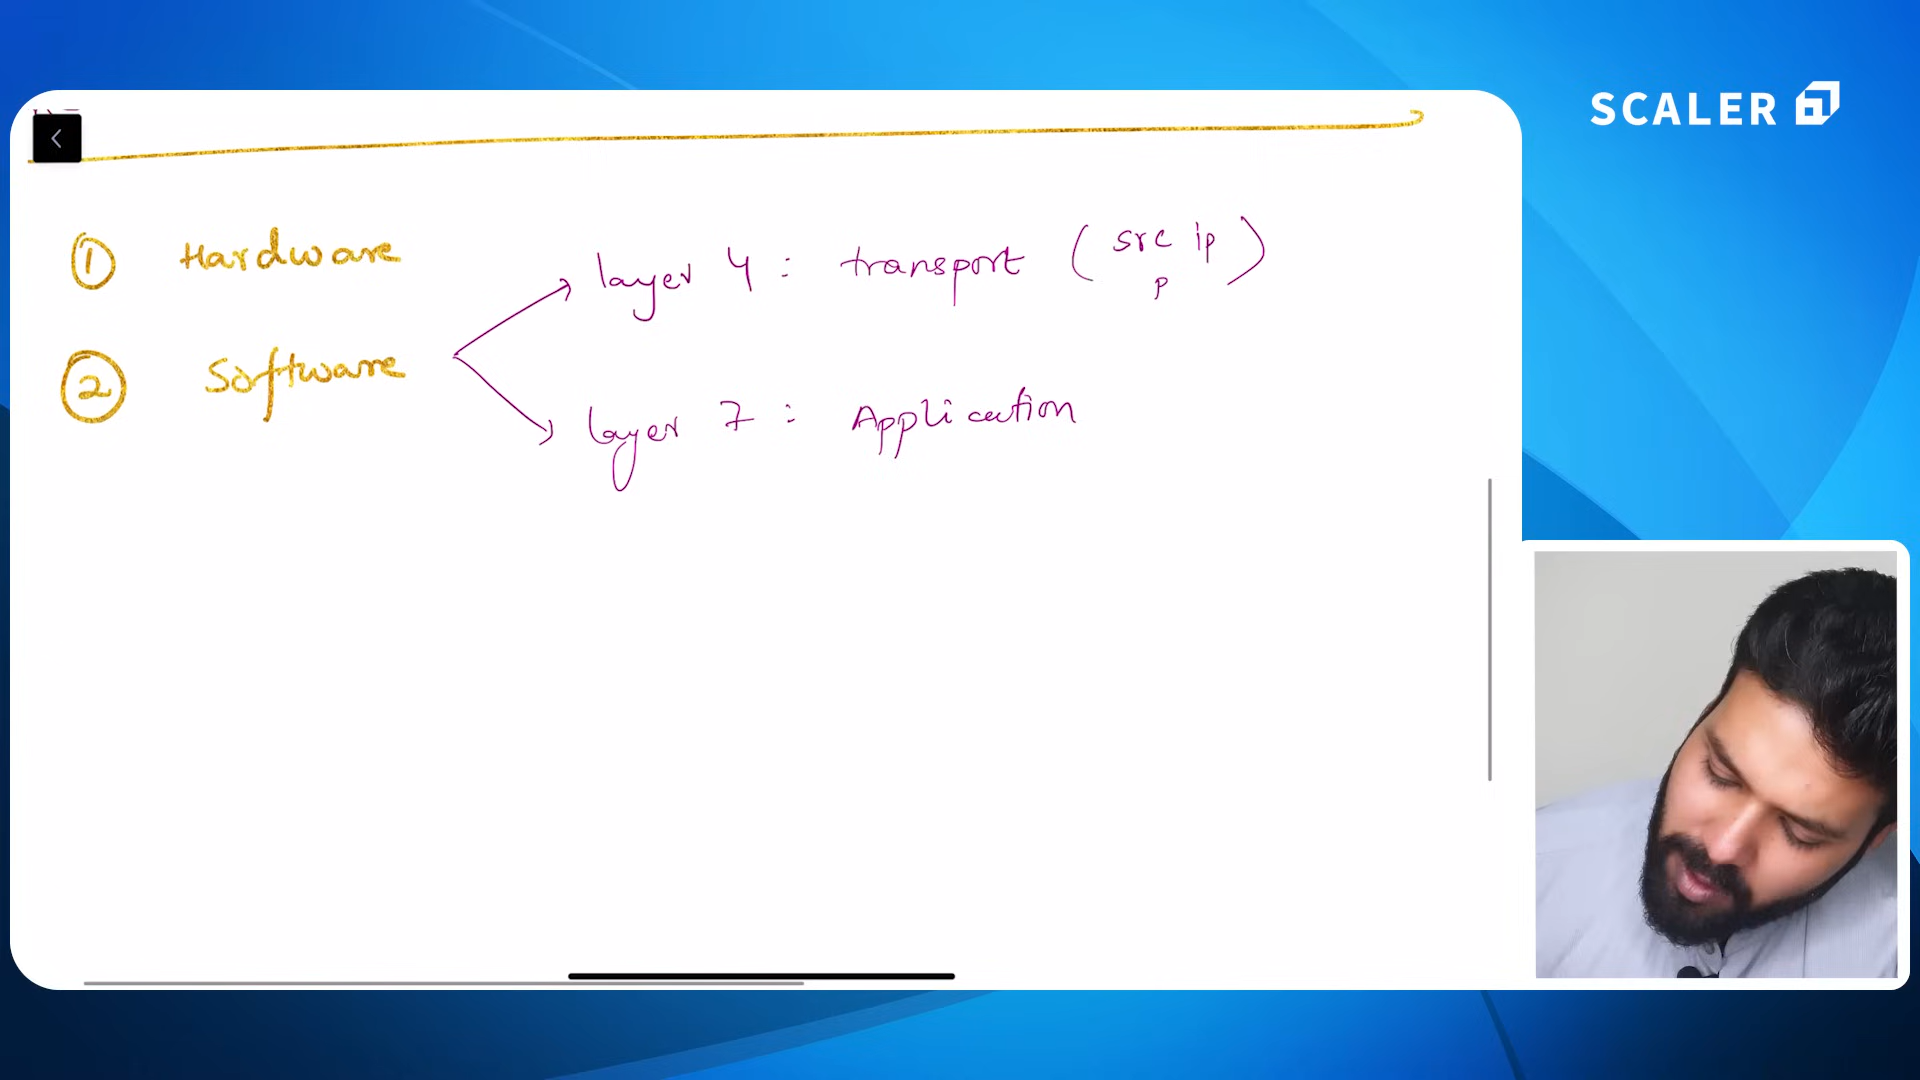 SCALER
① Hardware
layer 4 : transport ( src ip
p )
② Software
layer 7 : Application